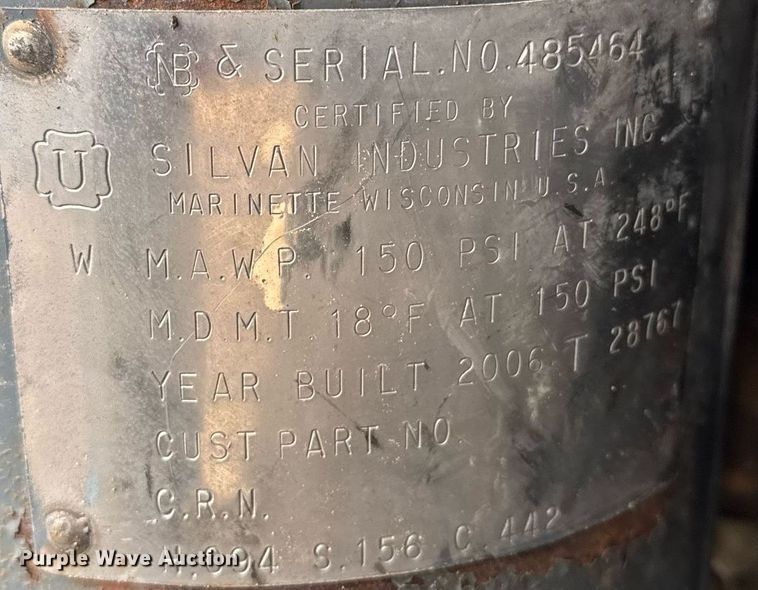 NB & SERIAL.NO.485464
CERTIFIED BY
U SILVAN INDUSTRIES INC.
MARINETTE WISCONSIN U.S.A
W M.A.W.P. 150 PSI AT 248°F
M.D.M.T. 18°F AT 150 PSI
YEAR BUILT 2006 T 28767
CUST PART NO.
C.R.N.
S.156 C.442
Purple Wave Auction